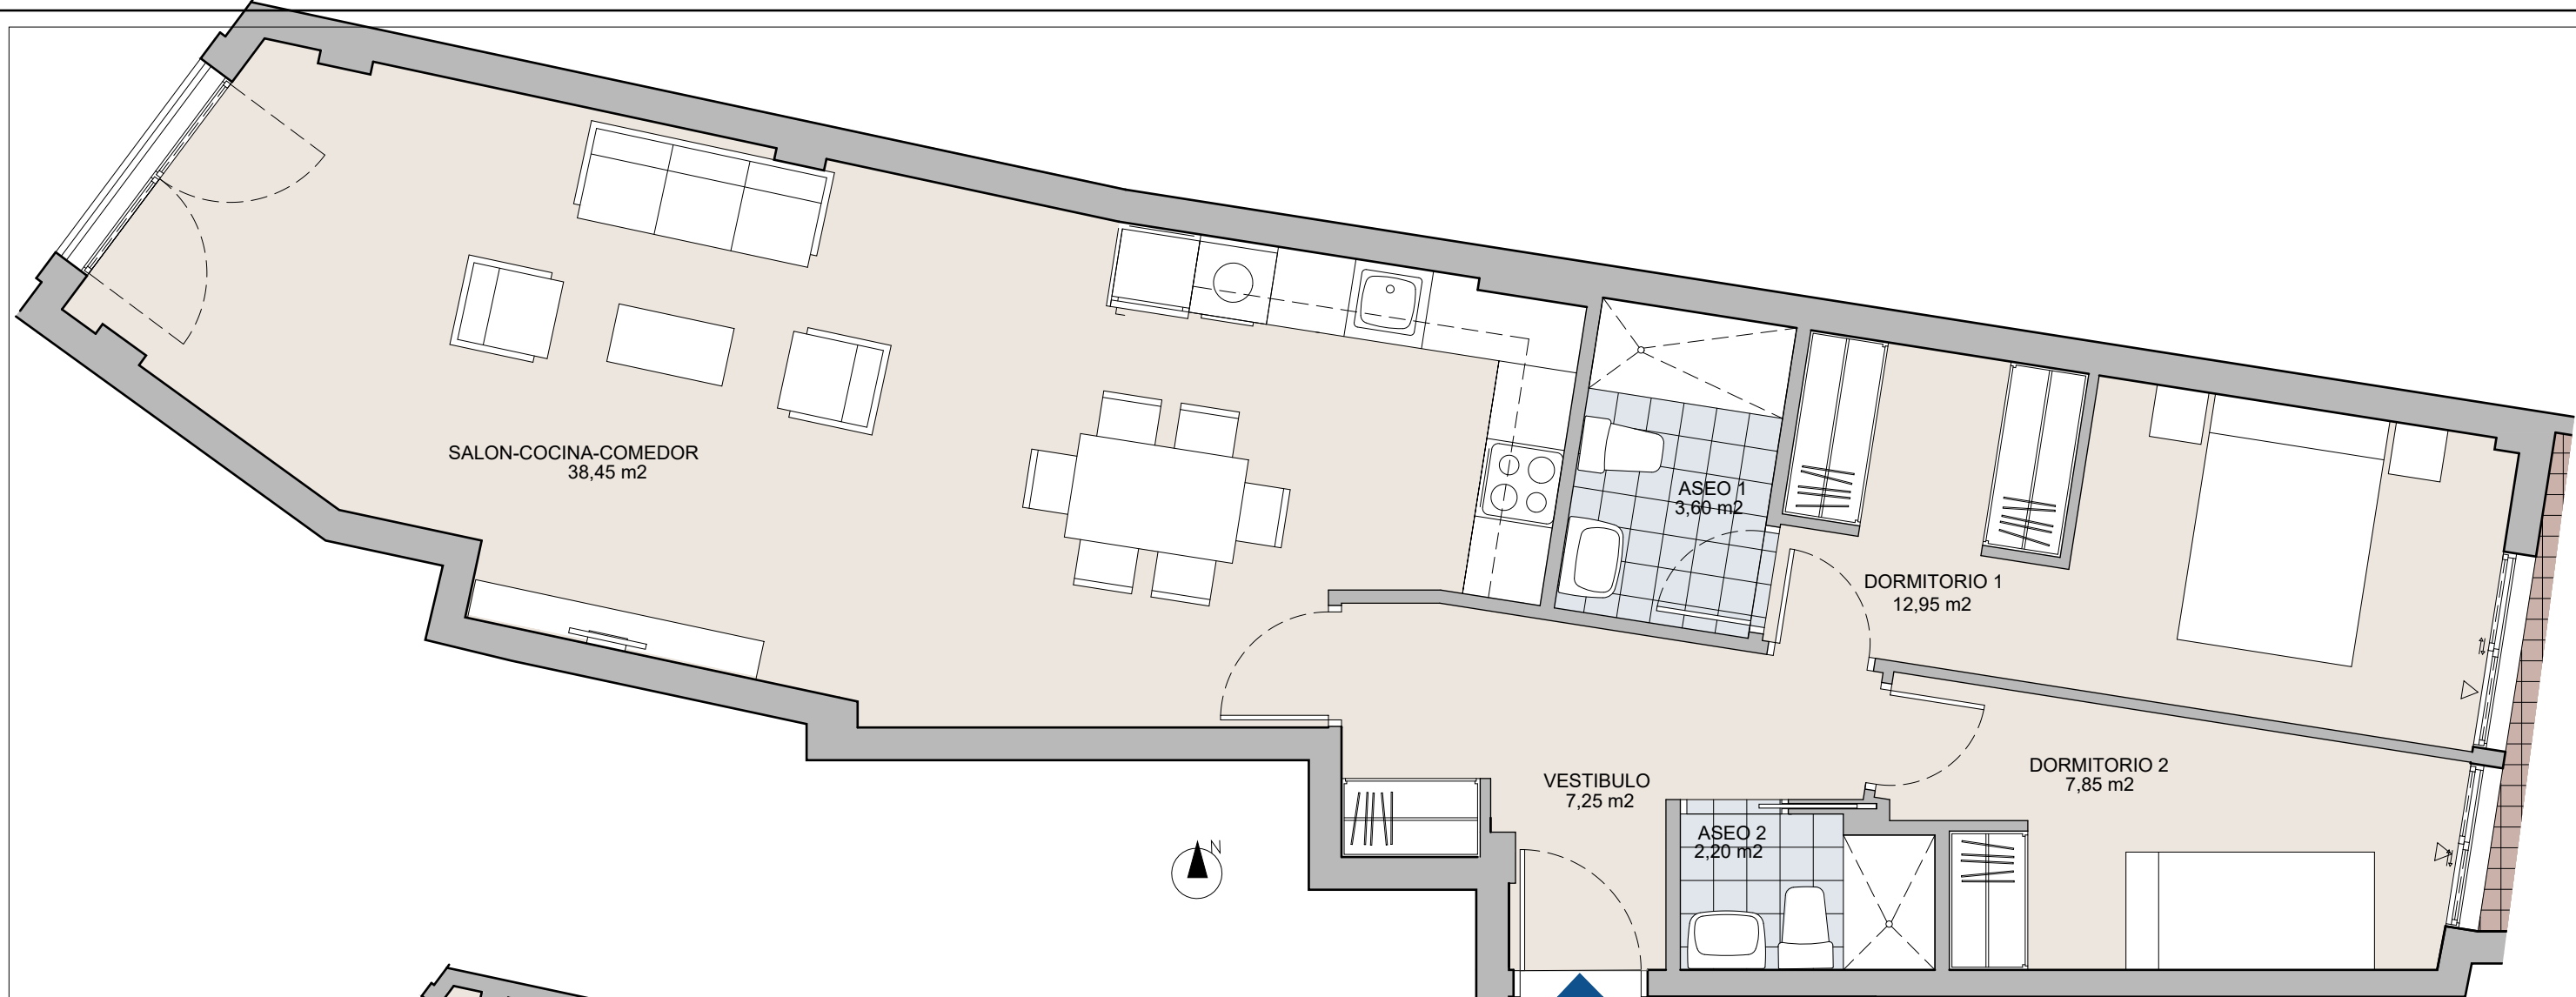 SALON-COCINA-COMEDOR
38,45 m2
ASEO 1
3,60 m2
DORMITORIO 1
12,95 m2
DORMITORIO 2
7,85 m2
VESTIBULO
7,25 m2
ASEO 2
2,20 m2
N